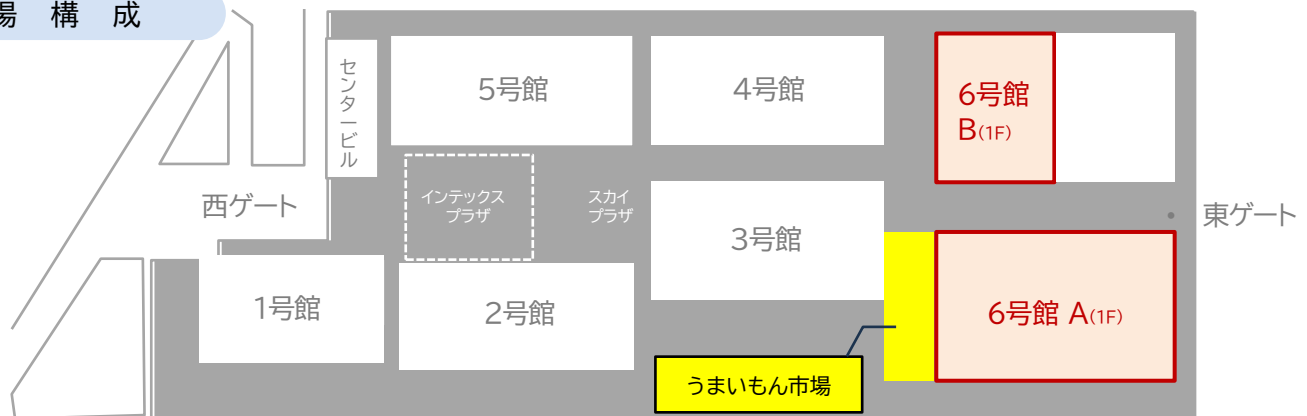 場 構 成
センタービル
5号館
4号館
6号館
B(1F)
西ゲート
インテックス
プラザ
スカイ
プラザ
3号館
東ゲート
1号館
2号館
6号館 A(1F)
うまいもん市場